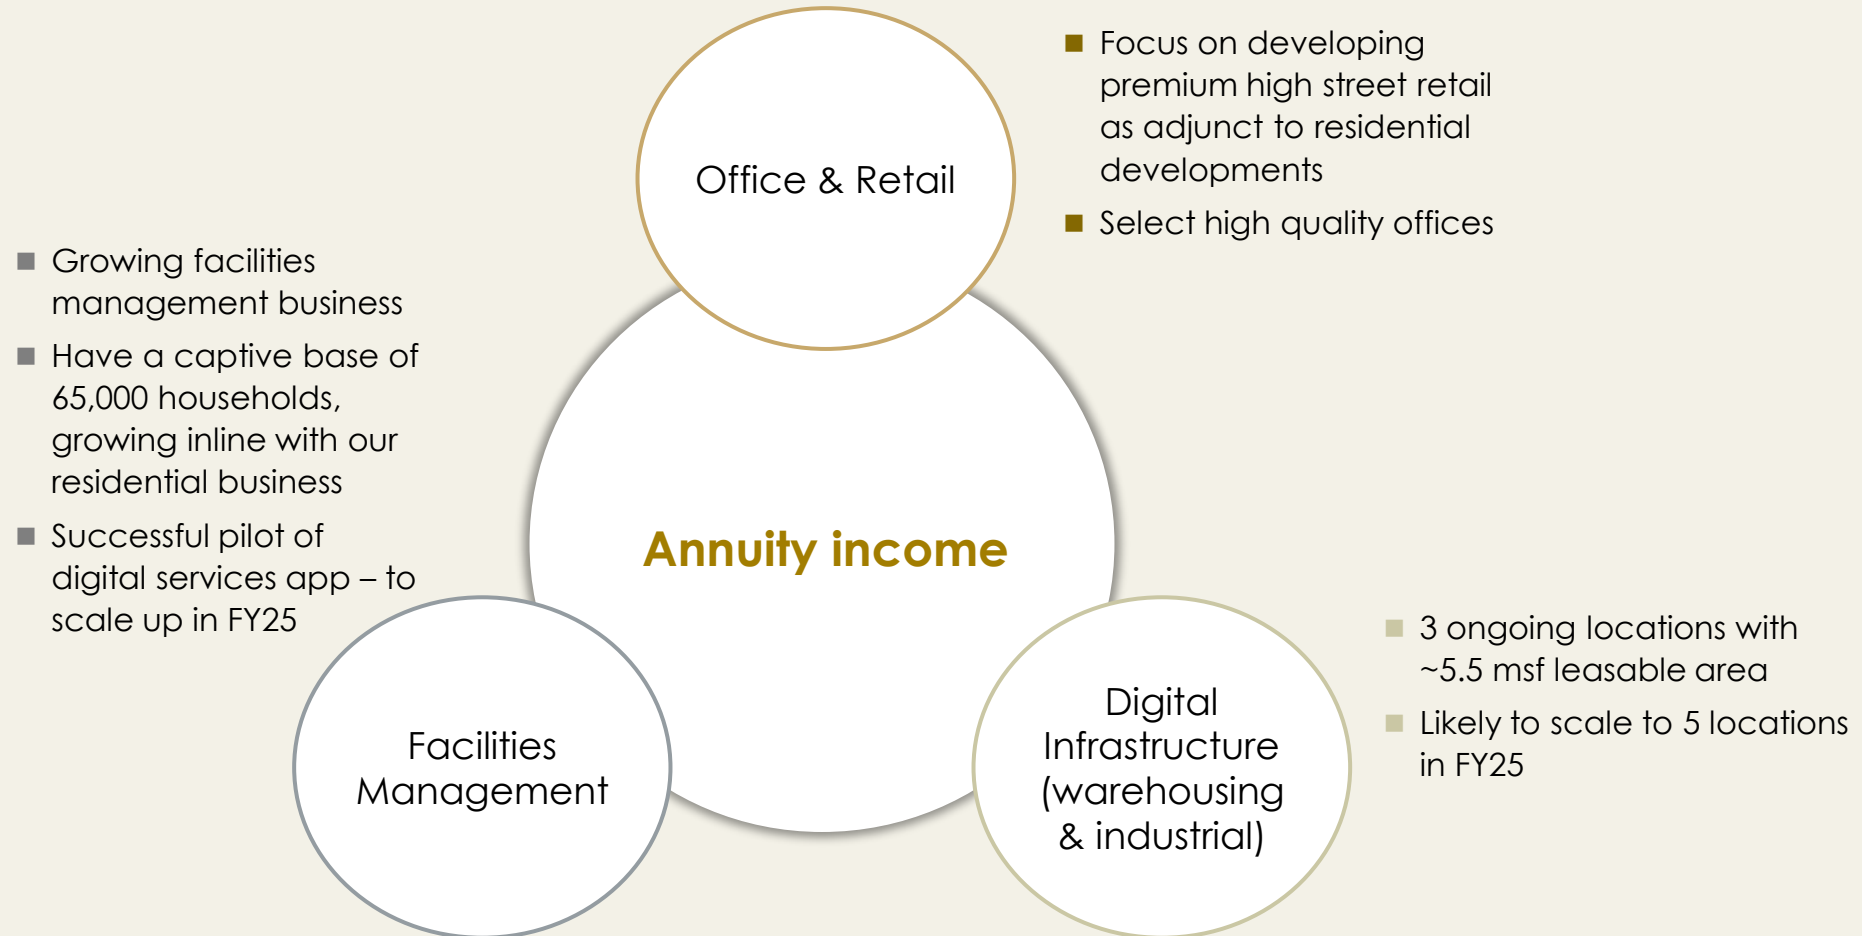 Office & Retail
■ Focus on developing
premium high street retail
as adjunct to residential
developments
■ Select high quality offices
■ Growing facilities
management business
■ Have a captive base of
65,000 households,
growing inline with our
residential business
■ Successful pilot of
digital services app – to
scale up in FY25
Annuity income
Facilities
Management
Digital
Infrastructure
(warehousing
& industrial)
■ 3 ongoing locations with
~5.5 msf leasable area
■ Likely to scale to 5 locations
in FY25